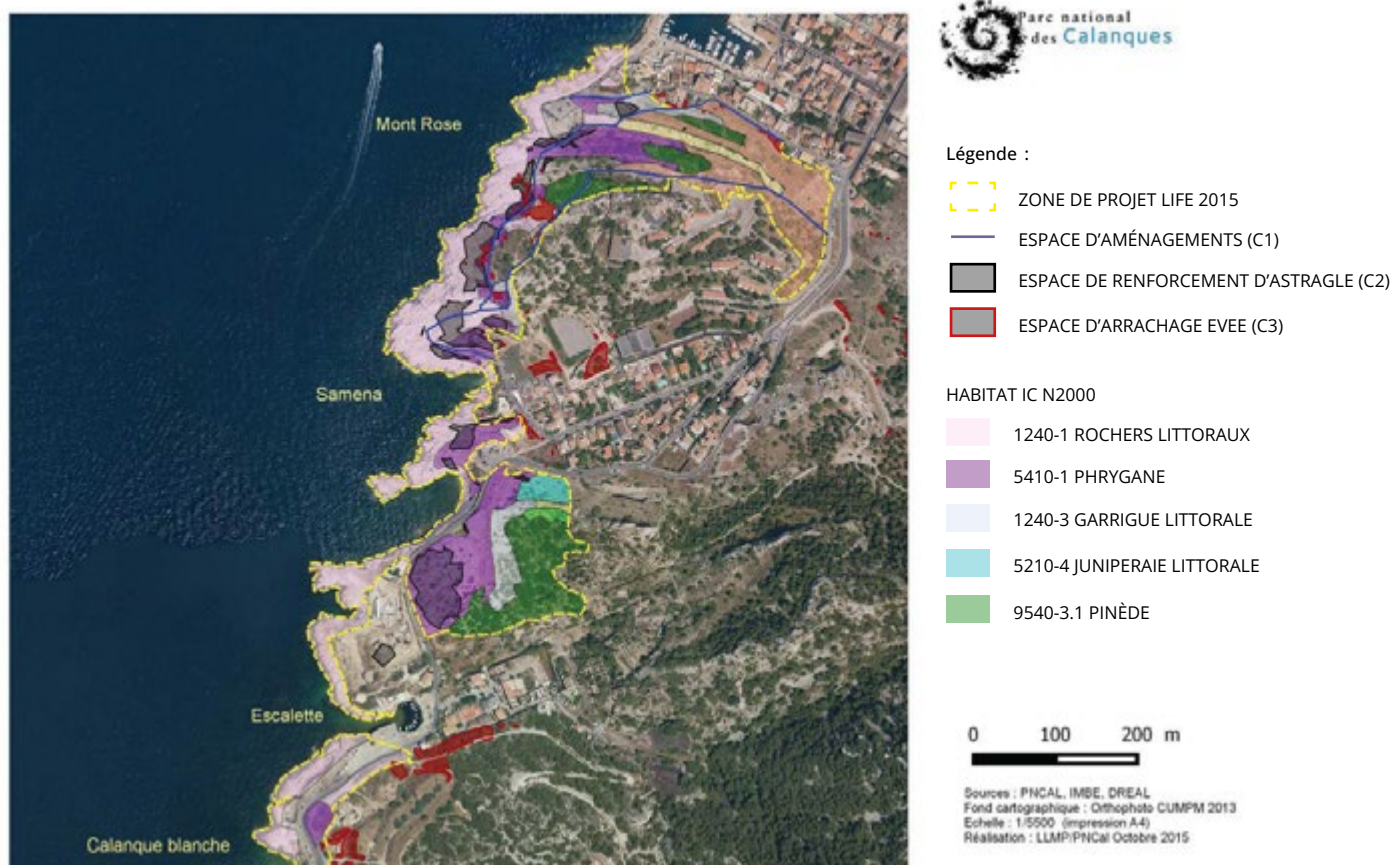 Parc national
des Calanques
Mont Rose
Samena
Escalette
Calanque blanche
Légende :
ZONE DE PROJET LIFE 2015
ESPACE D'AMÉNAGEMENTS (C1)
ESPACE DE RENFORCEMENT D'ASTRAGLE (C2)
ESPACE D'ARRACHAGE EVEE (C3)
HABITAT IC N2000
1240-1 ROCHERS LITTORAUX
5410-1 PHRYGANE
1240-3 GARRIGUE LITTORALE
5210-4 JUNIPERAIE LITTORALE
9540-3.1 PINÈDE
0 100 200 m
Sources : PNCAL, IMBE, DREAL
Fond cartographique : Orthophoto CUMPM 2013
Echelle : 1/5500 (impression A4)
Réalisation : LLMP/PNCal Octobre 2015